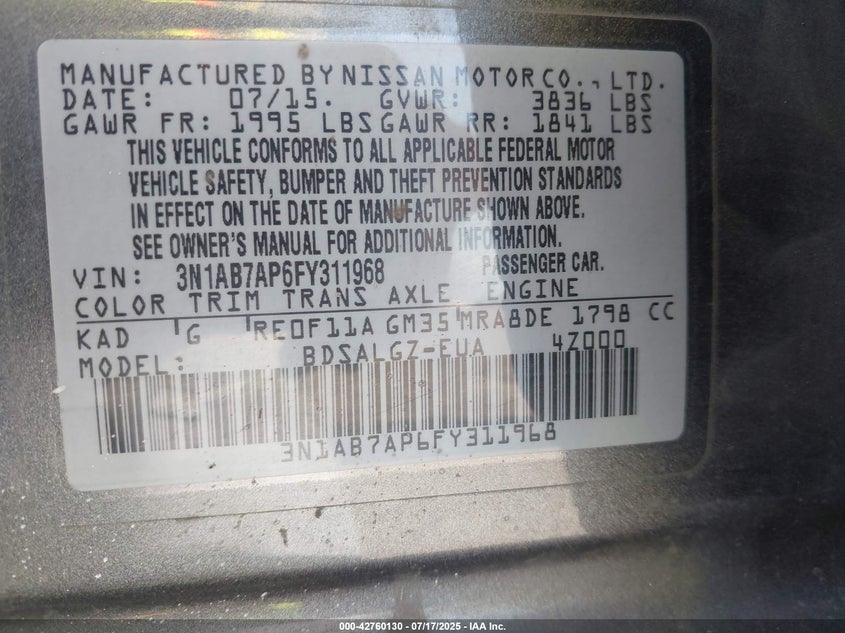 MANUFACTURED BY NISSAN MOTOR CO., LTD.
DATE: 07/15. GVWR: 3836 LBS
GAWR FR: 1995 LBS GAWR RR: 1841 LBS
THIS VEHICLE CONFORMS TO ALL APPLICABLE FEDERAL MOTOR
VEHICLE SAFETY, BUMPER AND THEFT PREVENTION STANDARDS
IN EFFECT ON THE DATE OF MANUFACTURE SHOWN ABOVE.
SEE OWNER'S MANUAL FOR ADDITIONAL INFORMATION.
VIN: 3N1AB7AP6FY311968 PASSENGER CAR.
COLOR TRIM TRANS AXLE ENGINE
KAD G RE0F11A GM35 MRA8DE 1798 CC
MODEL: BDSALGZ-EUA 4Z000
3N1AB7AP6FY311968
000-42760130 - 07/17/2025 - IAA Inc.